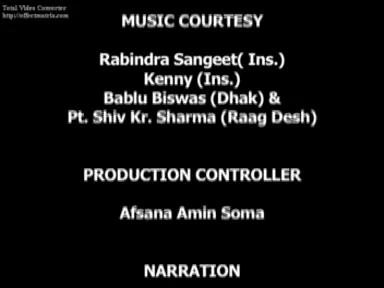 Total Video Converter
http://effectmatrix.com
MUSIC COURTESY
Rabindra Sangeet( Ins.)
Kenny (Ins.)
Bablu Biswas (Dhak) &
Pt. Shiv Kr. Sharma (Raag Desh)
PRODUCTION CONTROLLER
Afsana Amin Soma
NARRATION